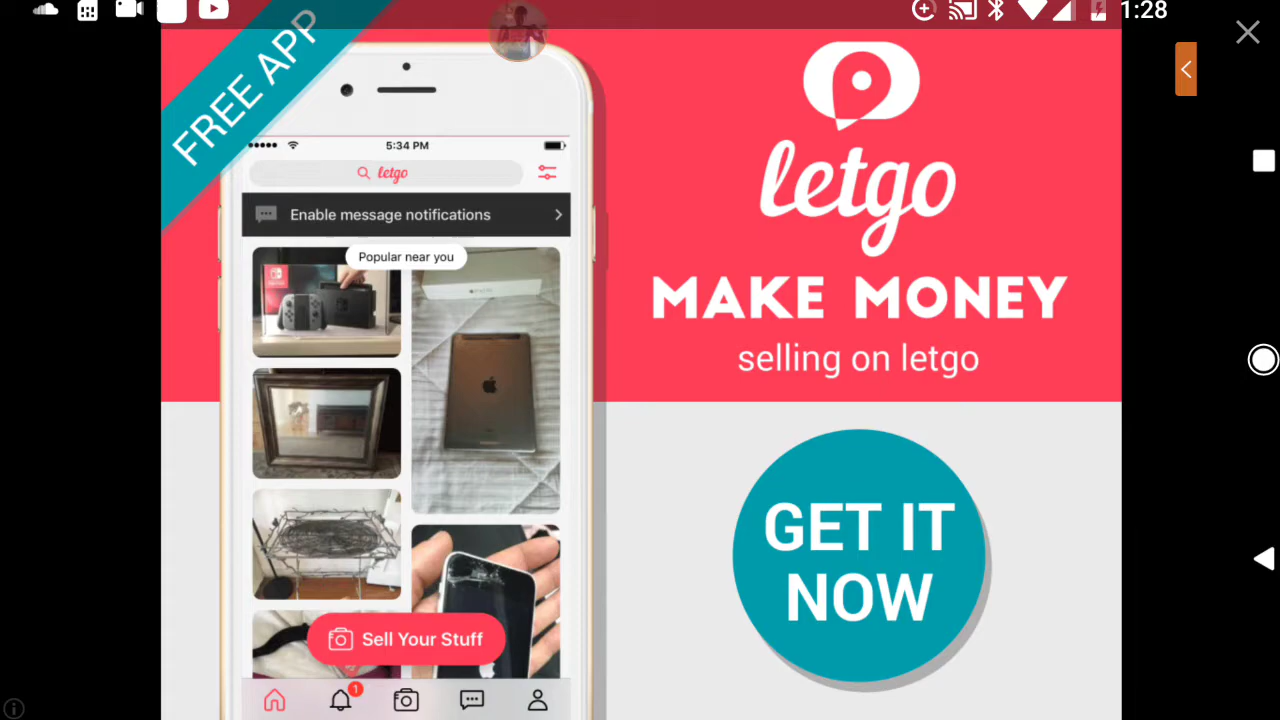 1:28
FREE APP
5:34 PM
letgo
Enable message notifications
1
Popular near you
Sell Your Stuff
letgo
MAKE MONEY
selling on letgo
GET IT
NOW